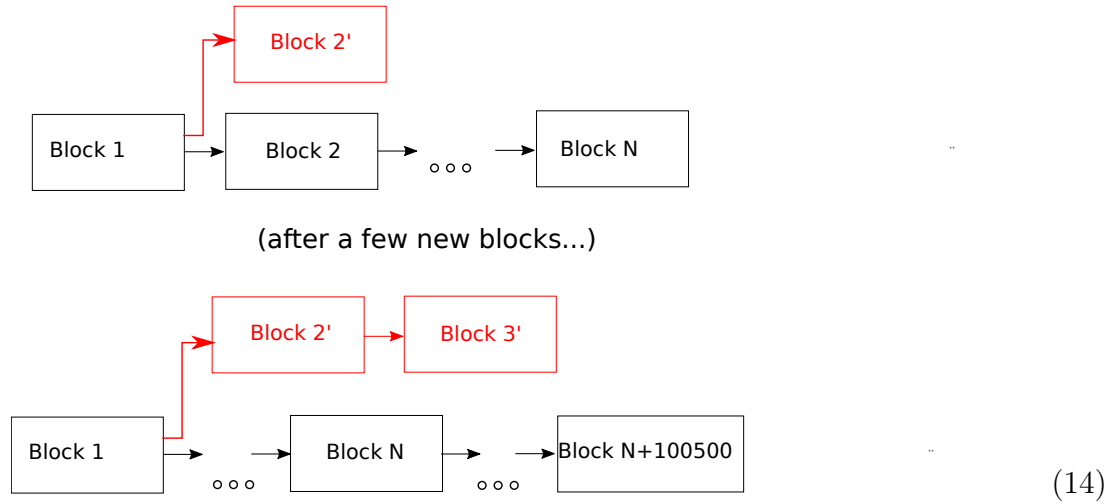 Block 2'
Block 1
Block 2
Block N
(after a few new blocks...)
Block 2'
Block 3'
Block 1
Block N
Block N+100500
(14)